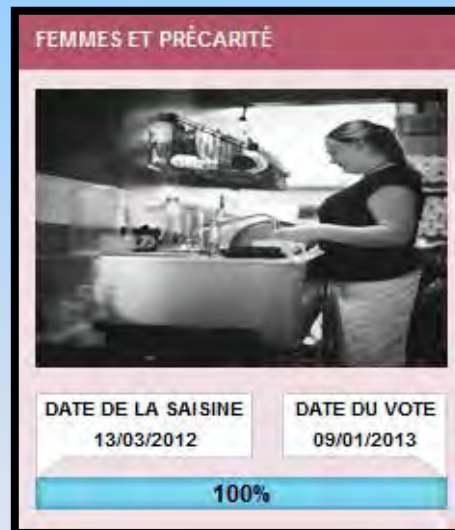 FEMMES ET PRÉCARITÉ
DATE DE LA SAISINE
13/03/2012
DATE DU VOTE
09/01/2013
100%